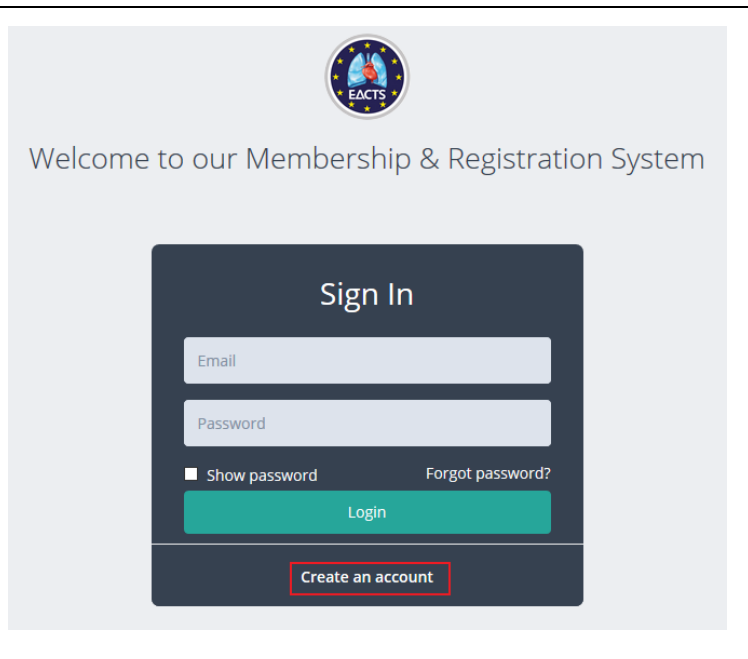 EACTS
Welcome to our Membership & Registration System
Sign In
Email
Password
Show password Forgot password?
Login
Create an account